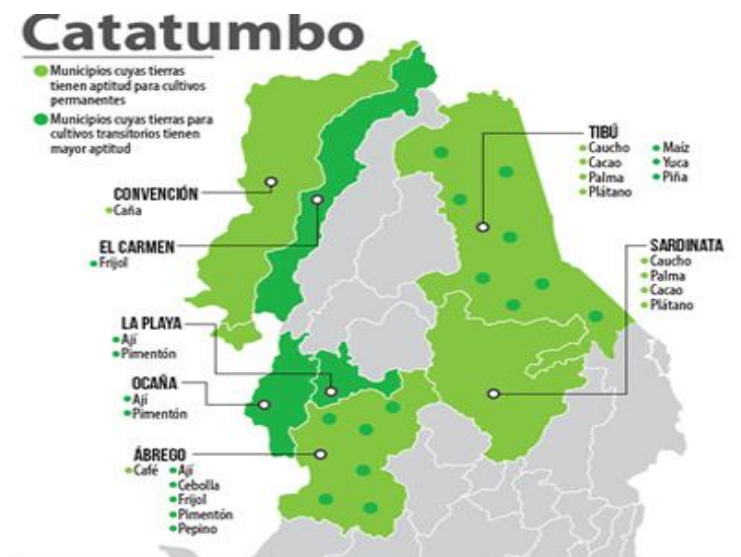 Catatumbo
Municipios cuyas tierras
tienen aptitud para cultivos
permanentes
Municipios cuyas tierras para
cultivos transitorios tienen
mayor aptitud
CONVENCIÓN
Caña
EL CARMEN
Frijol
LA PLAYA
Ají
Pimentón
OCAÑA
Ají
Pimentón
ÁBREGO
Café Ají
Cebolla
Frijol
Pimentón
Pepino
TIBÚ
Caucho Maíz
Cacao Yuca
Palma Piña
Plátano
SARDINATA
Caucho
Palma
Cacao
Plátano